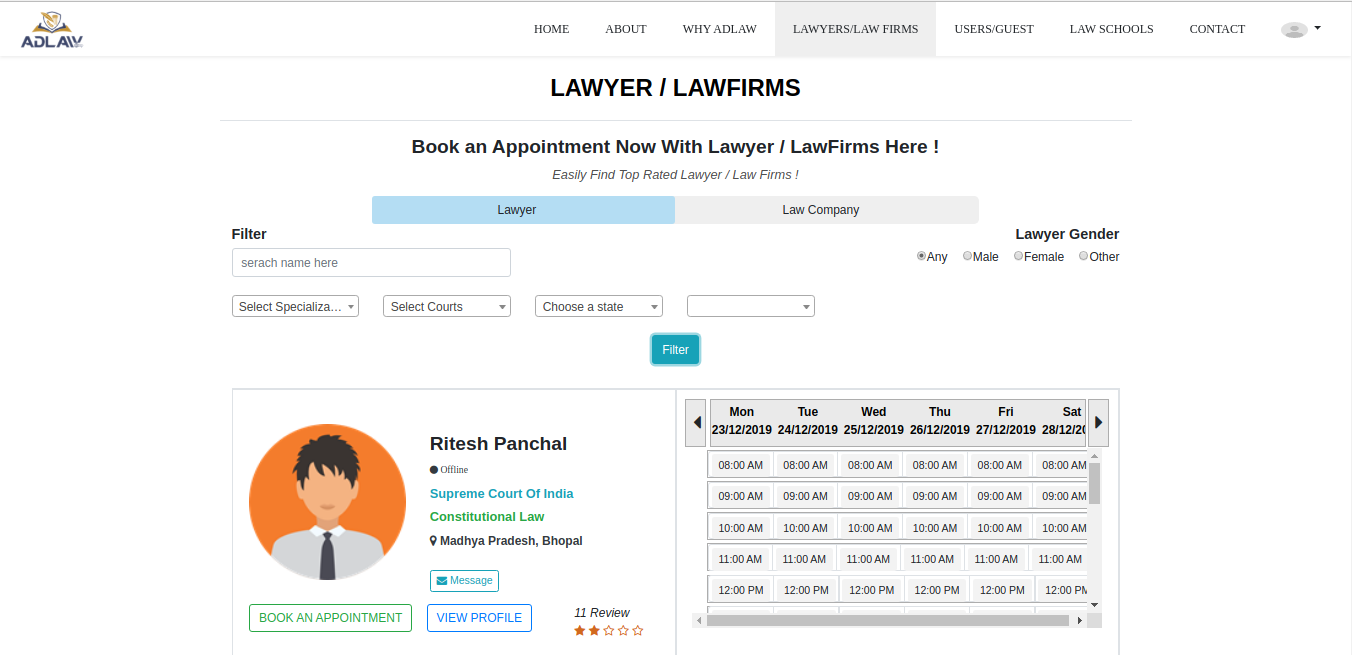 ADLAW
HOME ABOUT WHY ADLAW LAWYERS/LAW FIRMS USERS/GUEST LAW SCHOOLS CONTACT
LAWYER / LAWFIRMS
Book an Appointment Now With Lawyer / LawFirms Here !
Easily Find Top Rated Lawyer / Law Firms !
Lawyer Law Company
Filter Lawyer Gender
serach name here
Any Male Female Other
Select Specializa... Select Courts Choose a state
Filter
Ritesh Panchal
Offline
Supreme Court Of India
Constitutional Law
Madhya Pradesh, Bhopal
Message
BOOK AN APPOINTMENT VIEW PROFILE
11 Review
Mon Tue Wed Thu Fri Sat
23/12/2019 24/12/2019 25/12/2019 26/12/2019 27/12/2019 28/12/20
08:00 AM 08:00 AM 08:00 AM 08:00 AM 08:00 AM 08:00 AM
09:00 AM 09:00 AM 09:00 AM 09:00 AM 09:00 AM 09:00 AM
10:00 AM 10:00 AM 10:00 AM 10:00 AM 10:00 AM 10:00 AM
11:00 AM 11:00 AM 11:00 AM 11:00 AM 11:00 AM 11:00 AM
12:00 PM 12:00 PM 12:00 PM 12:00 PM 12:00 PM 12:00 PM